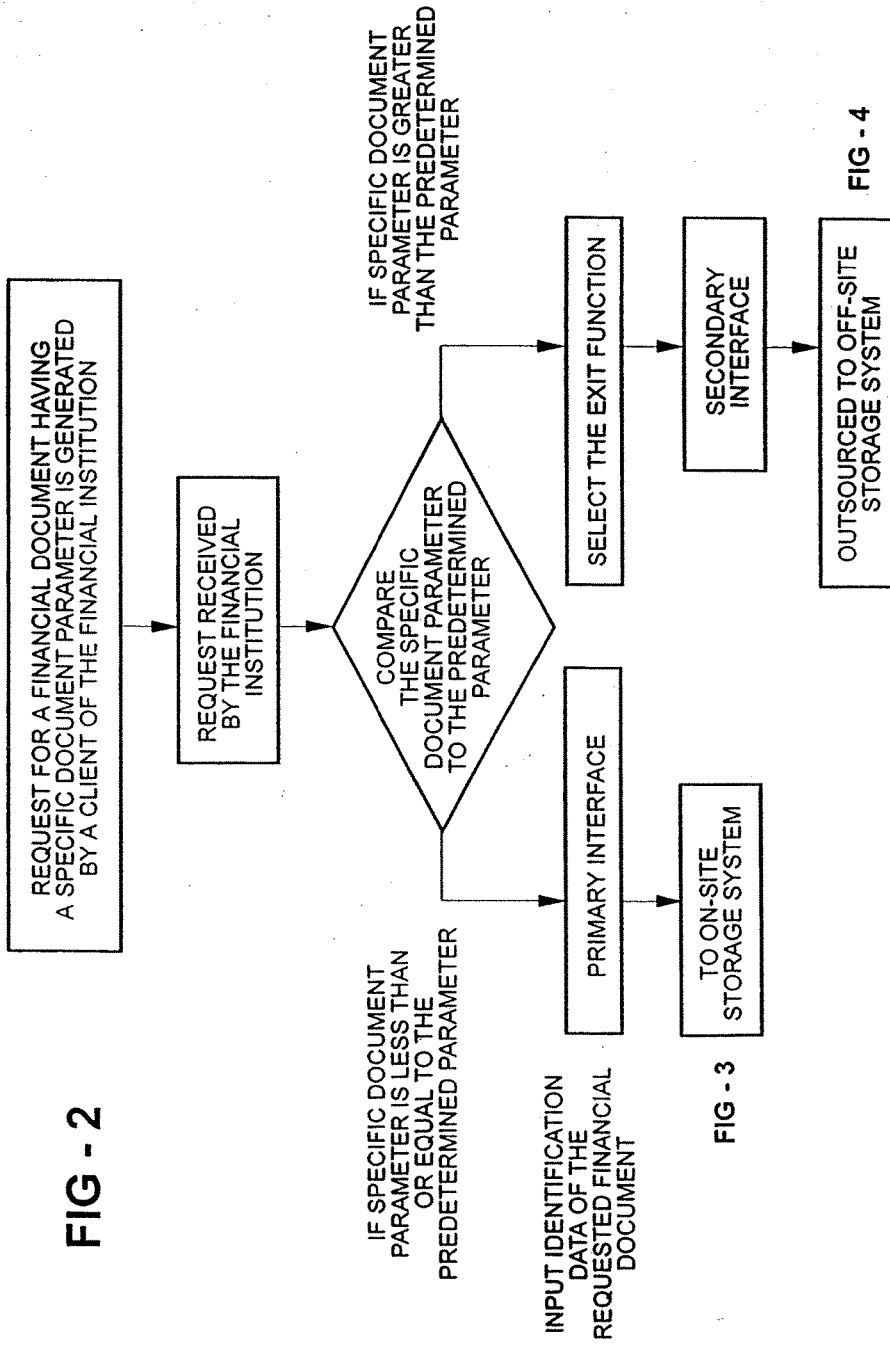 FIG - 2
REQUEST FOR A FINANCIAL DOCUMENT HAVING
A SPECIFIC DOCUMENT PARAMETER IS GENERATED
BY A CLIENT OF THE FINANCIAL INSTITUTION
REQUEST RECEIVED
BY THE FINANCIAL
INSTITUTION
COMPARE
THE SPECIFIC
DOCUMENT PARAMETER
TO THE PREDETERMINED
PARAMETER
IF SPECIFIC DOCUMENT
PARAMETER IS LESS THAN
OR EQUAL TO THE
PREDETERMINED PARAMETER
INPUT IDENTIFICATION
DATA OF THE
REQUESTED FINANCIAL
DOCUMENT
PRIMARY INTERFACE
TO ON-SITE
STORAGE SYSTEM
FIG - 3
IF SPECIFIC DOCUMENT
PARAMETER IS GREATER
THAN THE PREDETERMINED
PARAMETER
SELECT THE EXIT FUNCTION
SECONDARY
INTERFACE
OUTSOURCED TO OFF-SITE
STORAGE SYSTEM
FIG - 4